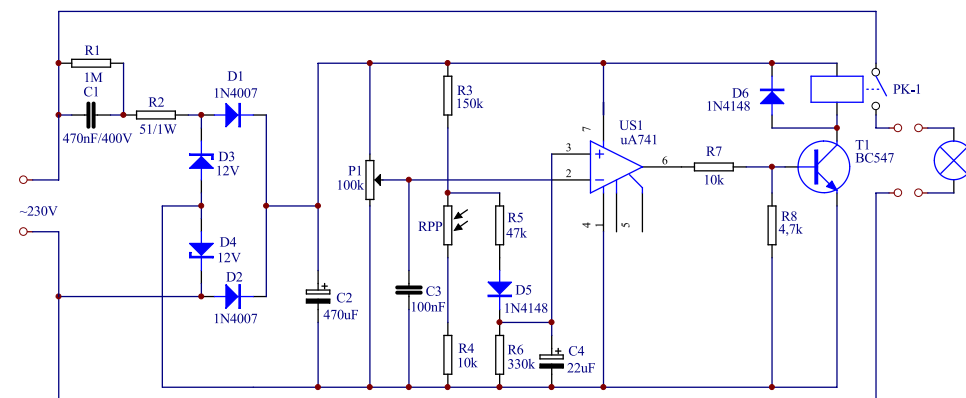 R1
1M
C1
470nF/400V
R2
51/1W
D1
1N4007
D3
12V
D4
12V
D2
1N4007
~230V
C2
470uF
P1
100k
C3
100nF
R3
150k
RPP
R4
10k
R5
47k
D5
1N4148
R6
330k
C4
22uF
US1
uA741
7
3
2
6
4
1
5
R7
10k
R8
4,7k
D6
1N4148
PK-1
T1
BC547